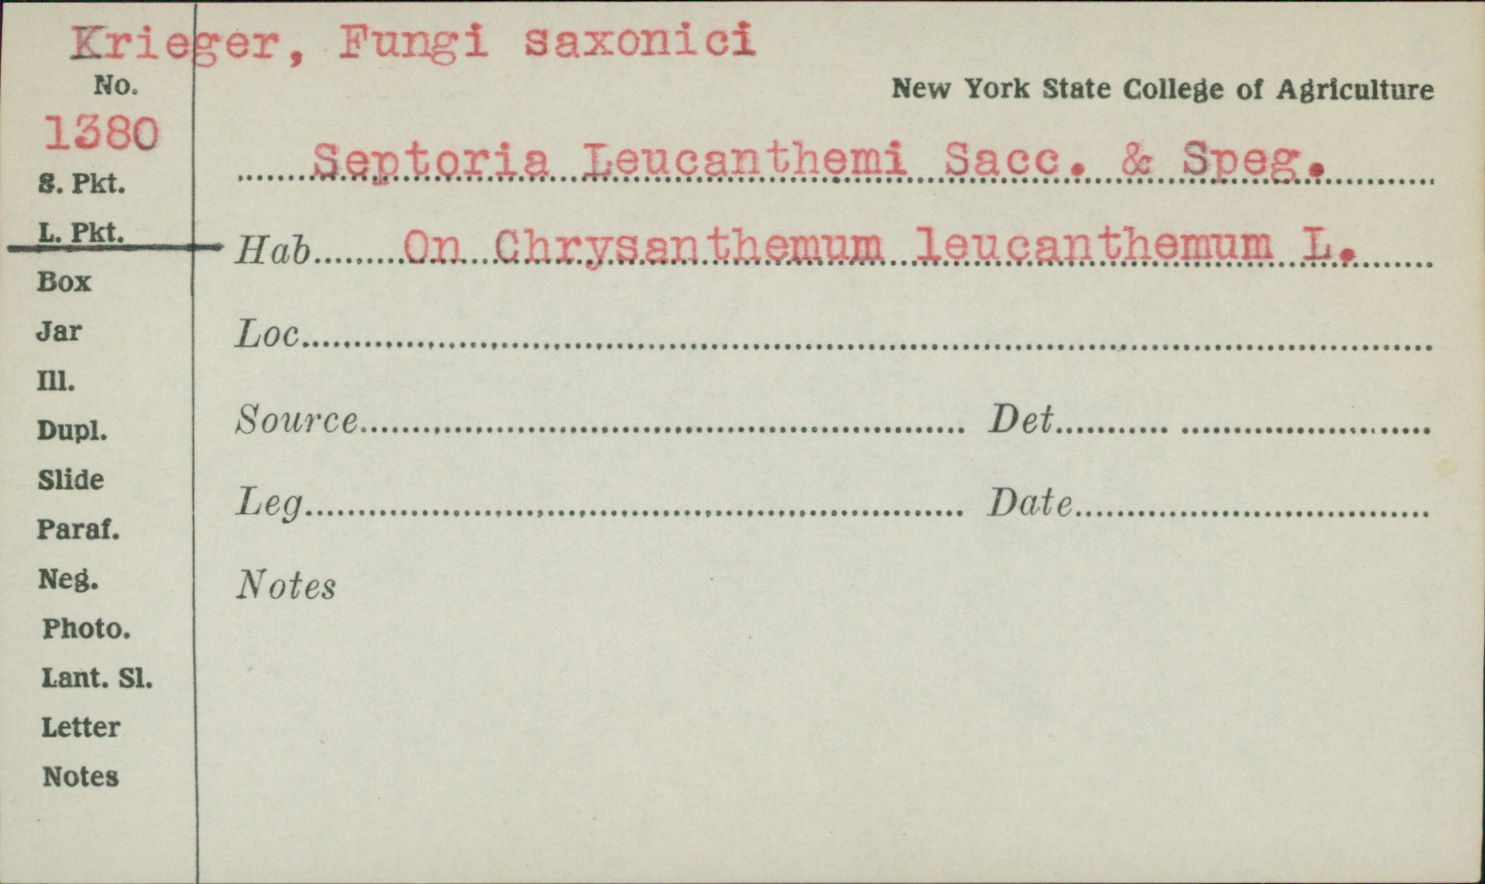 Krieger, Fungi saxonici
No.
New York State College of Agriculture
1380
Septoria Leucanthemi Sacc. & Speg.
S. Pkt.
L. Pkt.
Hab On Chrysanthemum leucanthemum L.
Box
Jar
Loc
Ill.
Dupl.
Source Det
Slide
Leg Date
Paraf.
Neg.
Notes
Photo.
Lant. Sl.
Letter
Notes